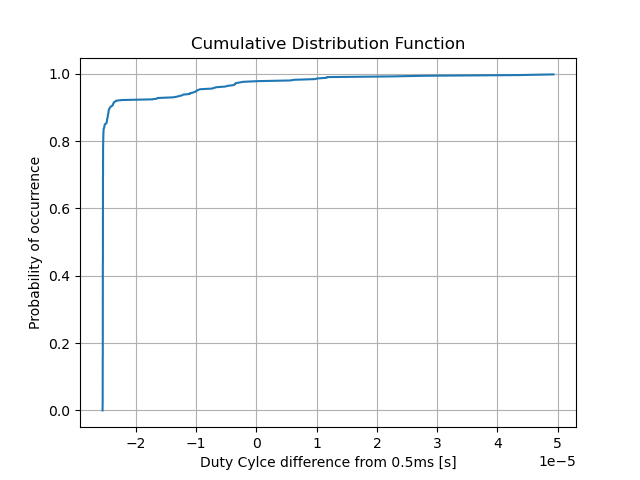 Cumulative Distribution Function
Probability of occurrence
1.0
0.8
0.6
0.4
0.2
0.0
−2 −1 0 1 2 3 4 5
1e−5
Duty Cylce difference from 0.5ms [s]